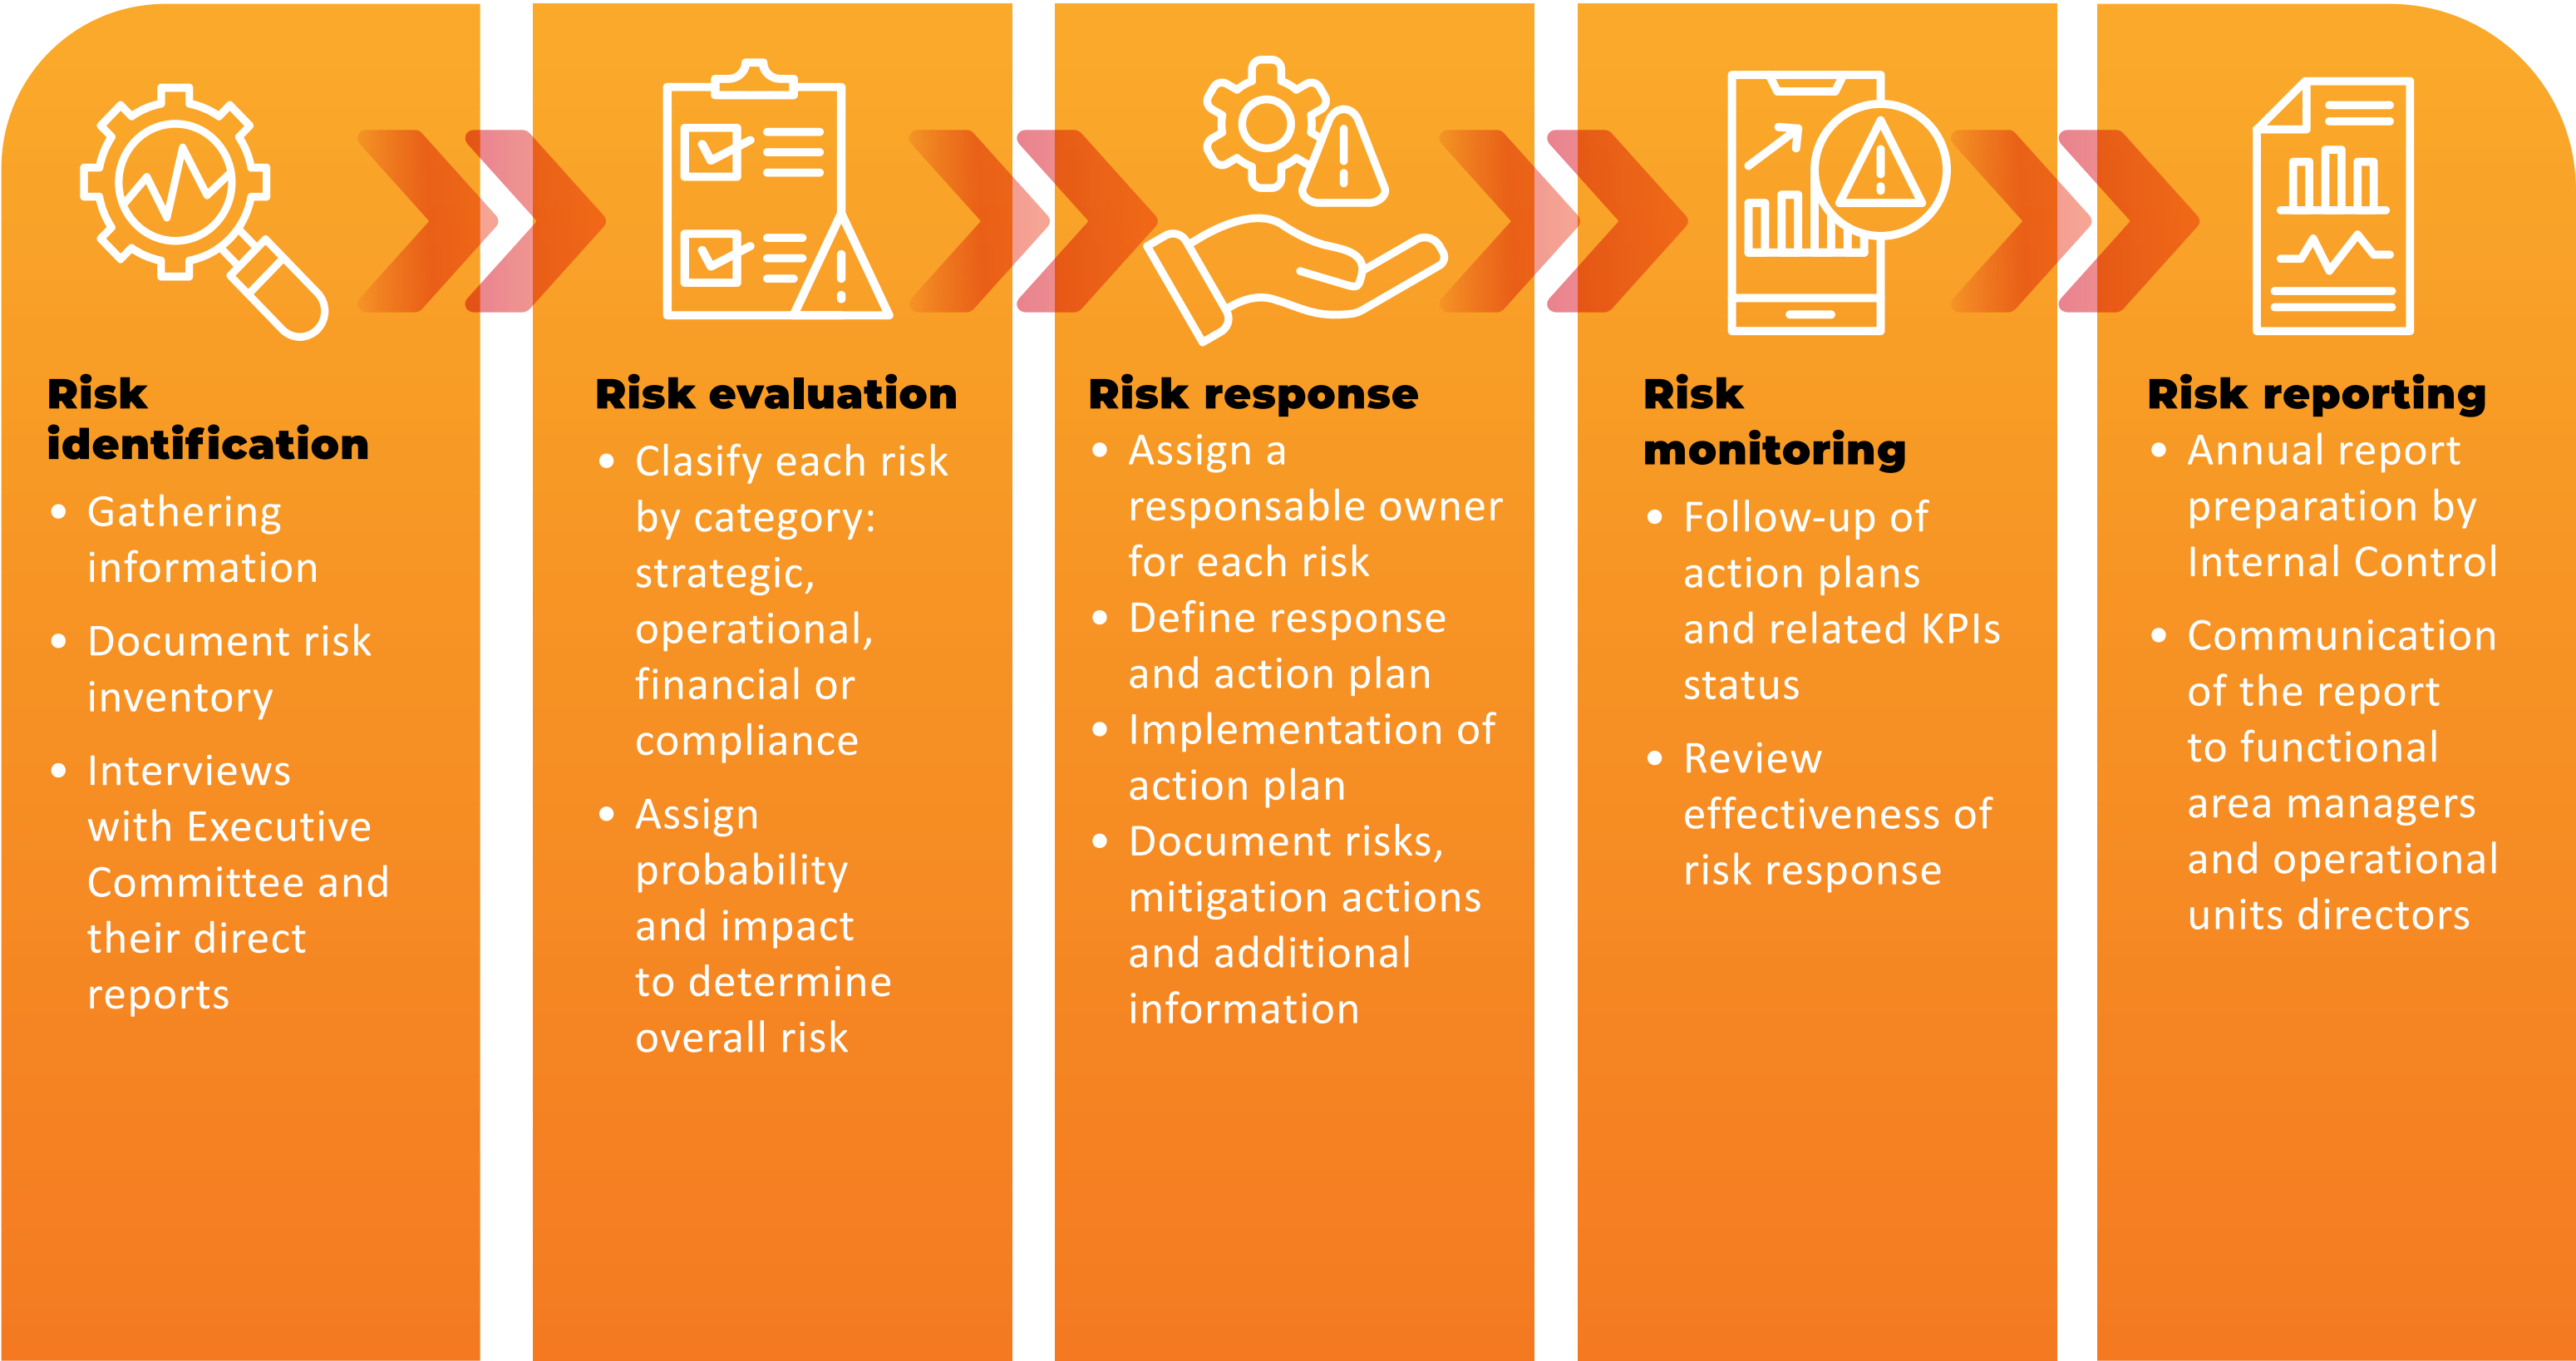 Risk
identification
• Gathering
information
• Document risk
inventory
• Interviews
with Executive
Committee and
their direct
reports
Risk evaluation
• Clasify each risk
by category:
strategic,
operational,
financial or
compliance
• Assign
probability
and impact
to determine
overall risk
Risk response
• Assign a
responsable owner
for each risk
• Define response
and action plan
• Implementation of
action plan
• Document risks,
mitigation actions
and additional
information
Risk
monitoring
• Follow-up of
action plans
and related KPIs
status
• Review
effectiveness of
risk response
Risk reporting
• Annual report
preparation by
Internal Control
• Communication
of the report
to functional
area managers
and operational
units directors